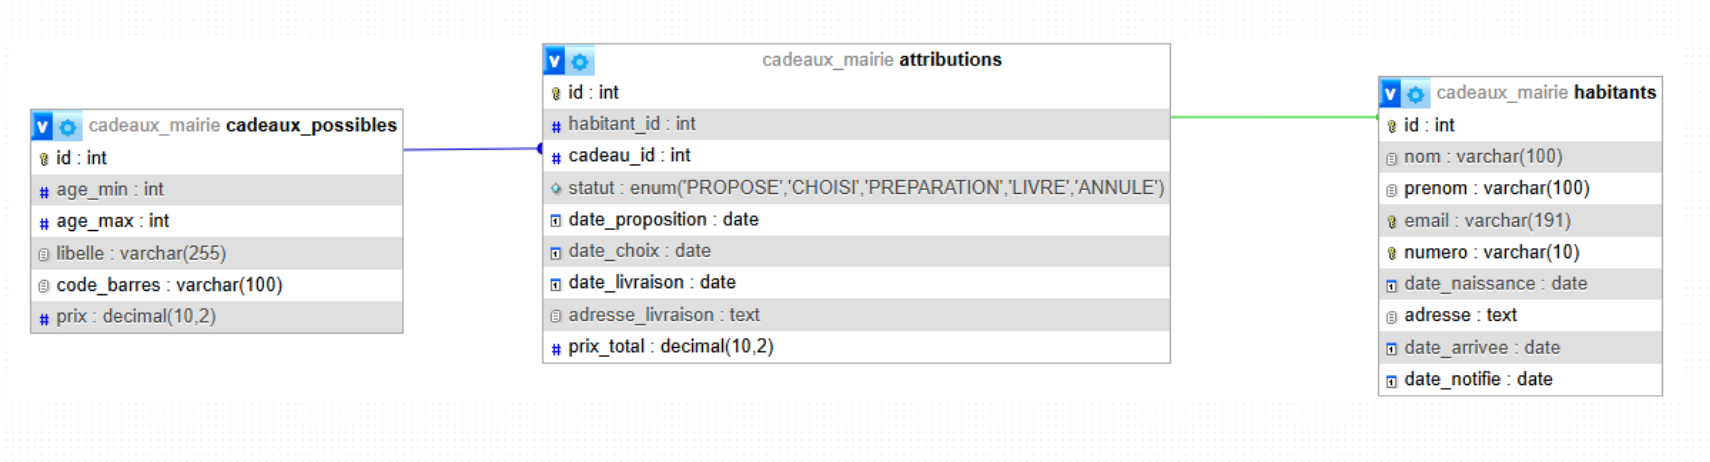 cadeaux_mairie cadeaux_possibles
id : int
age_min : int
age_max : int
libelle : varchar(255)
code_barres : varchar(100)
prix : decimal(10,2)
cadeaux_mairie attributions
id : int
habitant_id : int
cadeau_id : int
statut : enum('PROPOSE','CHOISI','PREPARATION','LIVRE','ANNULE')
date_proposition : date
date_choix : date
date_livraison : date
adresse_livraison : text
prix_total : decimal(10,2)
cadeaux_mairie habitants
id : int
nom : varchar(100)
prenom : varchar(100)
email : varchar(191)
numero : varchar(10)
date_naissance : date
adresse : text
date_arrivee : date
date_notifie : date